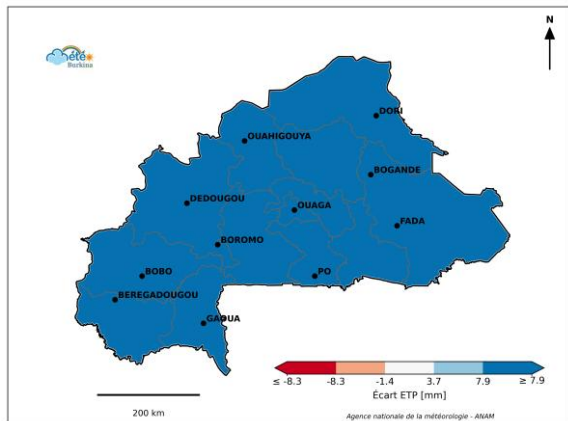 N
Météo
Burkina
DORI
OUAHIGOUYA
BOGANDE
DEDOUGOU
OUAGA
FADA
BOROMO
BOBO
PO
BEREGADOUGOU
GAOUA
≤ -8.3 -8.3 -1.4 3.7 7.9 ≥ 7.9
Écart ETP [mm]
200 km
Agence nationale de la météorologie - ANAM